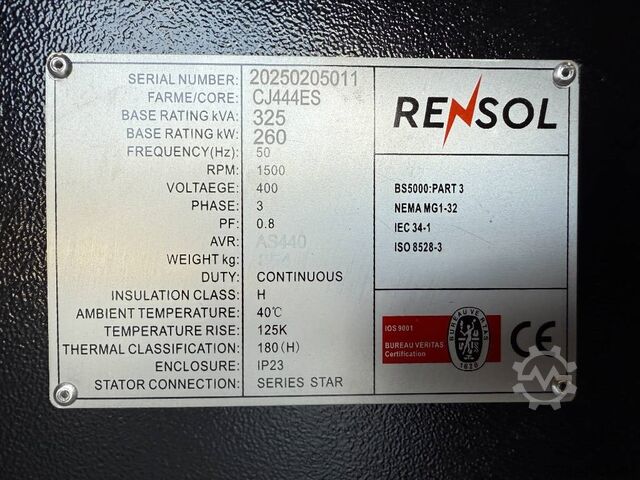 SERIAL NUMBER: 20250205011
FARME/CORE: CJ444ES
BASE RATING kVA: 325
BASE RATING kW: 260
FREQUENCY(Hz): 50
RPM: 1500
VOLTAEGE: 400
PHASE: 3
PF: 0.8
AVR: AS440
WEIGHT kg:
DUTY: CONTINUOUS
INSULATION CLASS: H
AMBIENT TEMPERATURE: 40℃
TEMPERATURE RISE: 125K
THERMAL CLASSIFICATION: 180(H)
ENCLOSURE: IP23
STATOR CONNECTION: SERIES STAR
RENSOL
BS5000:PART 3
NEMA MG1-32
IEC 34-1
ISO 8528-3
IOS 9001
BUREAU VERITAS
Certification
BUREAU VERITAS
1828
CE